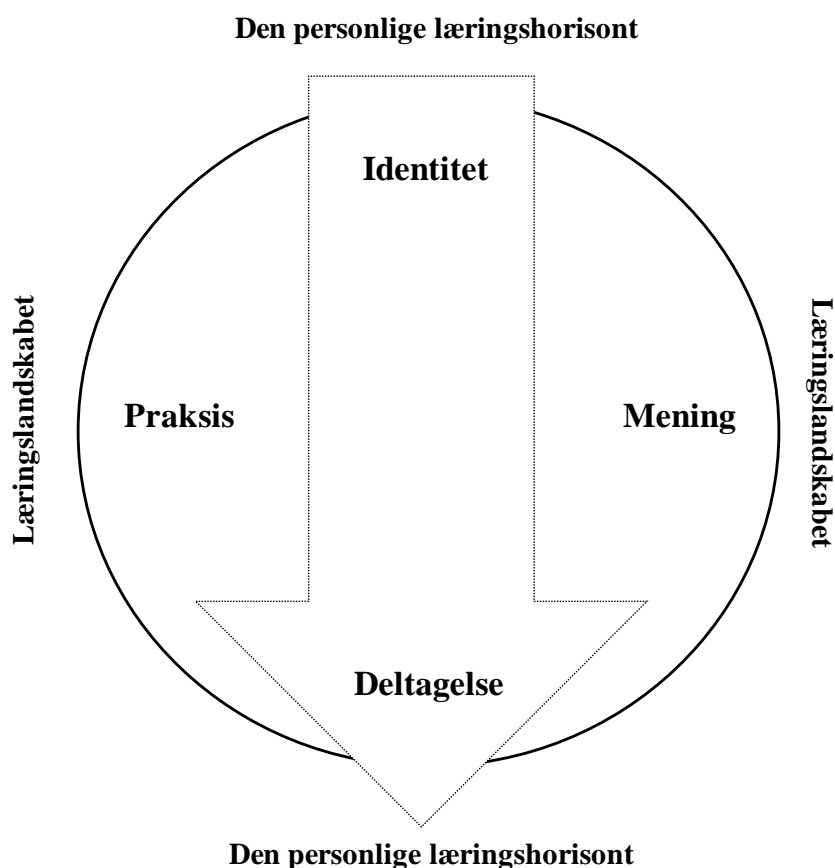 Den personlige læringshorisont
Identitet
Læringslandskabet
Praksis
Mening
Læringslandskabet
Deltagelse
Den personlige læringshorisont